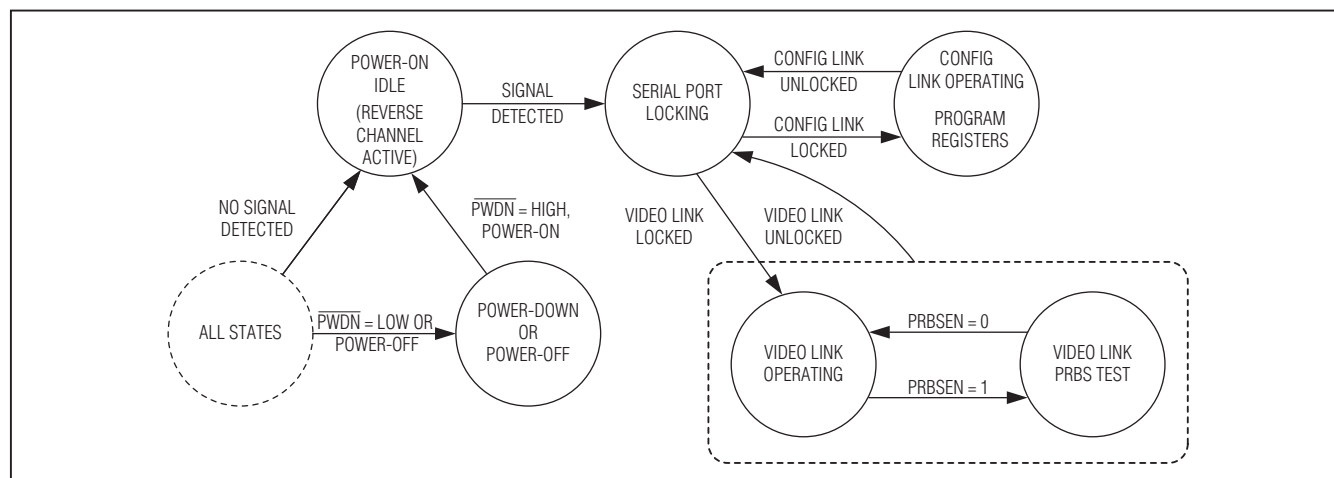 POWER-ON
IDLE
(REVERSE
CHANNEL
ACTIVE)
SIGNAL
DETECTED
SERIAL PORT
LOCKING
CONFIG LINK
UNLOCKED
CONFIG LINK
LOCKED
CONFIG
LINK OPERATING
PROGRAM
REGISTERS
NO SIGNAL
DETECTED
PWDN = HIGH,
POWER-ON
VIDEO LINK
LOCKED
VIDEO LINK
UNLOCKED
ALL STATES
PWDN = LOW OR
POWER-OFF
POWER-DOWN
OR
POWER-OFF
VIDEO LINK
OPERATING
PRBSEN = 0
PRBSEN = 1
VIDEO LINK
PRBS TEST